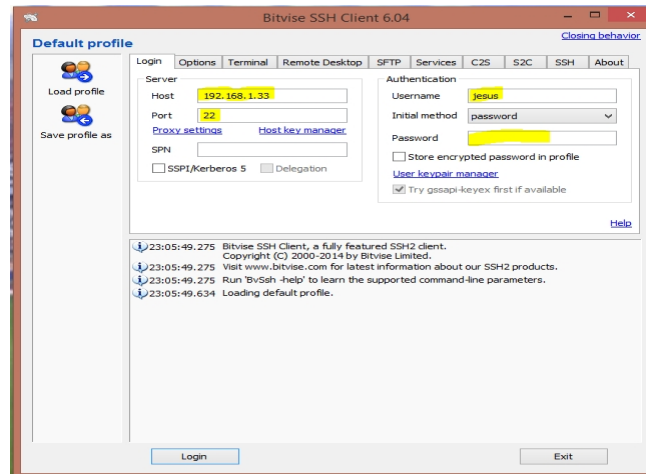 Bitvise SSH Client 6.04
Default profile
Closing behavior
Load profile
Save profile as
Login Options Terminal Remote Desktop SFTP Services C2S S2C SSH About
Server
Host 192.168.1.33
Port 22
Proxy settings Host key manager
SPN
SSPI/Kerberos 5 Delegation
Authentication
Username jesus
Initial method password
Password
Store encrypted password in profile
User keypair manager
Try gssapi-keyex first if available
Help
23:05:49.275 Bitvise SSH Client, a fully featured SSH2 client.
Copyright (C) 2000-2014 by Bitvise Limited.
23:05:49.275 Visit www.bitvise.com for latest information about our SSH2 products.
23:05:49.275 Run 'BvSsh -help' to learn the supported command-line parameters.
23:05:49.634 Loading default profile.
Login
Exit